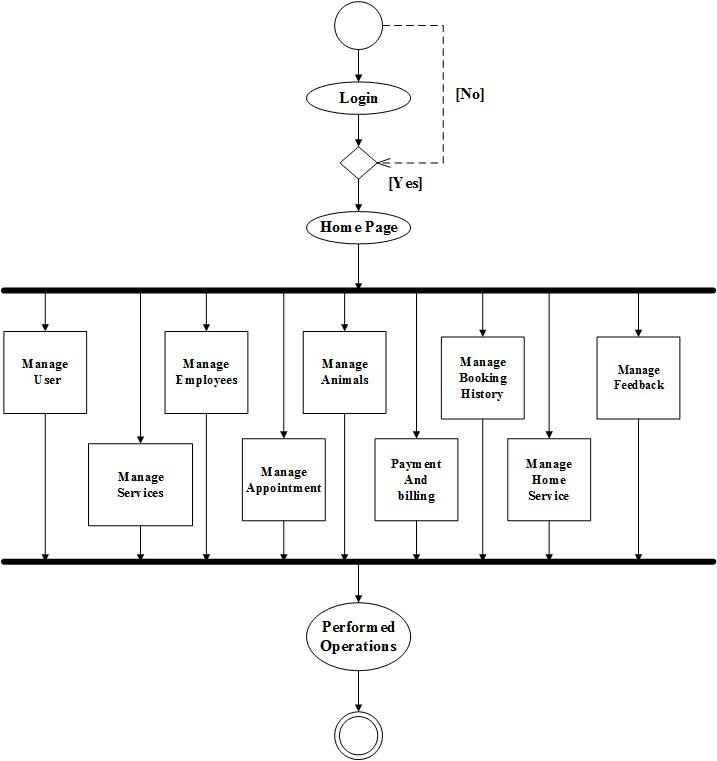 Login
[No]
[Yes]
Home Page
Manage
User
Manage
Employees
Manage
Animals
Manage
Booking
History
Manage
Feedback
Manage
Services
Manage
Appointment
Payment
And
billing
Manage
Home
Service
Performed
Operations